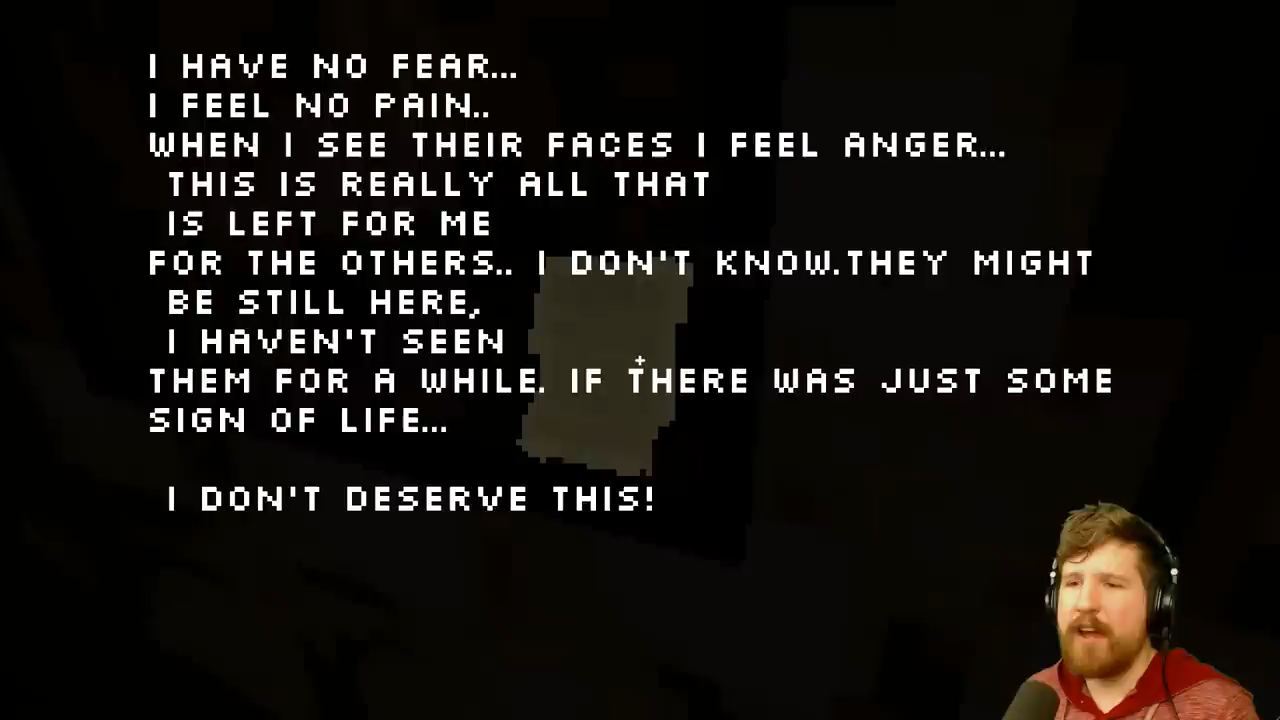 I HAVE NO FEAR...
I FEEL NO PAIN..
WHEN I SEE THEIR FACES I FEEL ANGER...
THIS IS REALLY ALL THAT
IS LEFT FOR ME
FOR THE OTHERS.. I DON'T KNOW.THEY MIGHT
BE STILL HERE,
I HAVEN'T SEEN
THEM FOR A WHILE. IF THERE WAS JUST SOME
SIGN OF LIFE...
I DON'T DESERVE THIS!